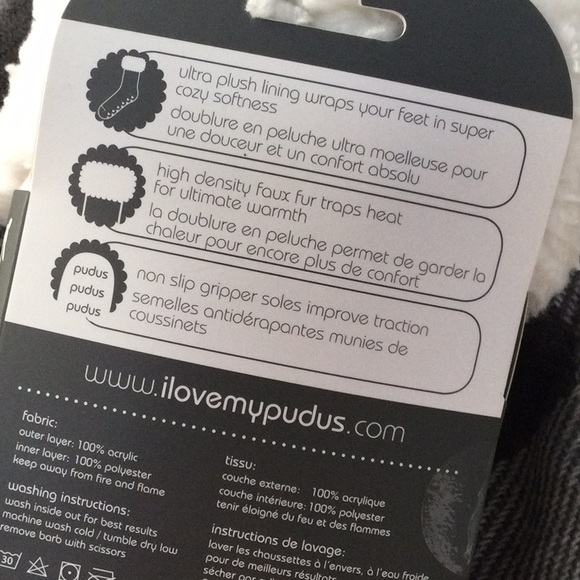 ultra plush lining wraps your feet in super
cozy softness
doublure en peluche ultra moelleuse pour
une douceur et un confort absolu
high density faux fur traps heat
for ultimate warmth
la doublure en peluche permet de garder la
chaleur pour encore plus de confort
pudus
pudus
pudus
non slip gripper soles improve traction
semelles antidérapantes munies de
coussinets
www.ilovemypudus.com
fabric:
outer layer: 100% acrylic
inner layer: 100% polyester
keep away from fire and flame
washing instructions:
wash inside out for best results
machine wash cold / tumble dry low
remove barb with scissors
30
tissu:
couche externe: 100% acrylique
couche intérieure: 100% polyester
tenir éloigné du feu et des flammes
instructions de lavage:
laver les chaussettes à l'envers, à l'eau froide
pour de meilleurs résultats
sécher par